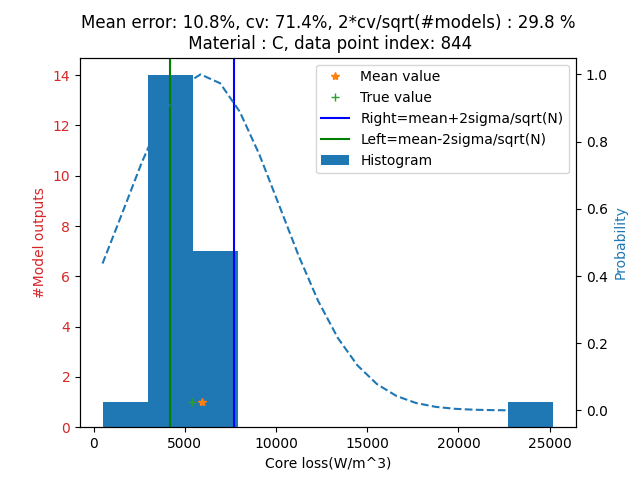 Mean error: 10.8%, cv: 71.4%, 2*cv/sqrt(#models) : 29.8 %
Material : C, data point index: 844
Mean value
True value
Right=mean+2sigma/sqrt(N)
Left=mean-2sigma/sqrt(N)
Histogram
14
12
10
8
6
4
2
0
#Model outputs
1.0
0.8
0.6
0.4
0.2
0.0
Probability
0
5000
10000
15000
20000
25000
Core loss(W/m^3)